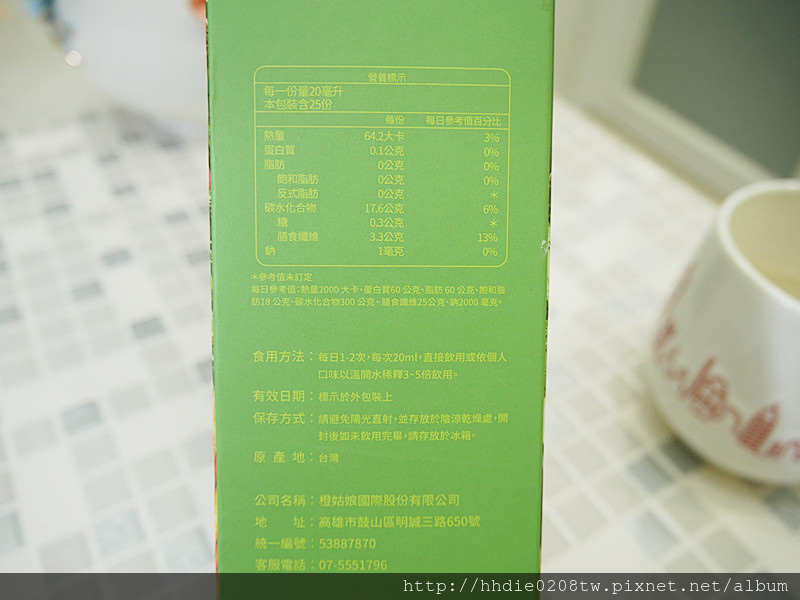 營養標示
每一份量20毫升
本包裝含25份
每份 每日參考值百分比
熱量 64.2大卡 3%
蛋白質 0.1公克 0%
脂肪 0公克 0%
飽和脂肪 0公克 0%
反式脂肪 0公克 *
碳水化合物 17.6公克 6%
糖 0.3公克 *
膳食纖維 3.3公克 13%
鈉 1毫克 0%
*參考值未訂定
每日參考值:熱量2000 大卡、蛋白質60 公克、脂肪 60 公克、飽和脂
肪18 公克、碳水化合物300 公克、膳食纖維25公克、鈉2000 毫克。
食用方法:每日1-2次,每次20ml,直接飲用或依個人
口味以溫開水稀釋3~5倍飲用。
有效日期:標示於外包裝上
保存方式:請避免陽光直射,並存放於陰涼乾燥處,開
封後如未飲用完畢,請存放於冰箱。
原產地:台灣
公司名稱:橙姑娘國際股份有限公司
地址:高雄市鼓山區明誠三路650號
統一編號:53887870
客服電話:07-5551796
http://hhdie0208tw.pixnet.net/album